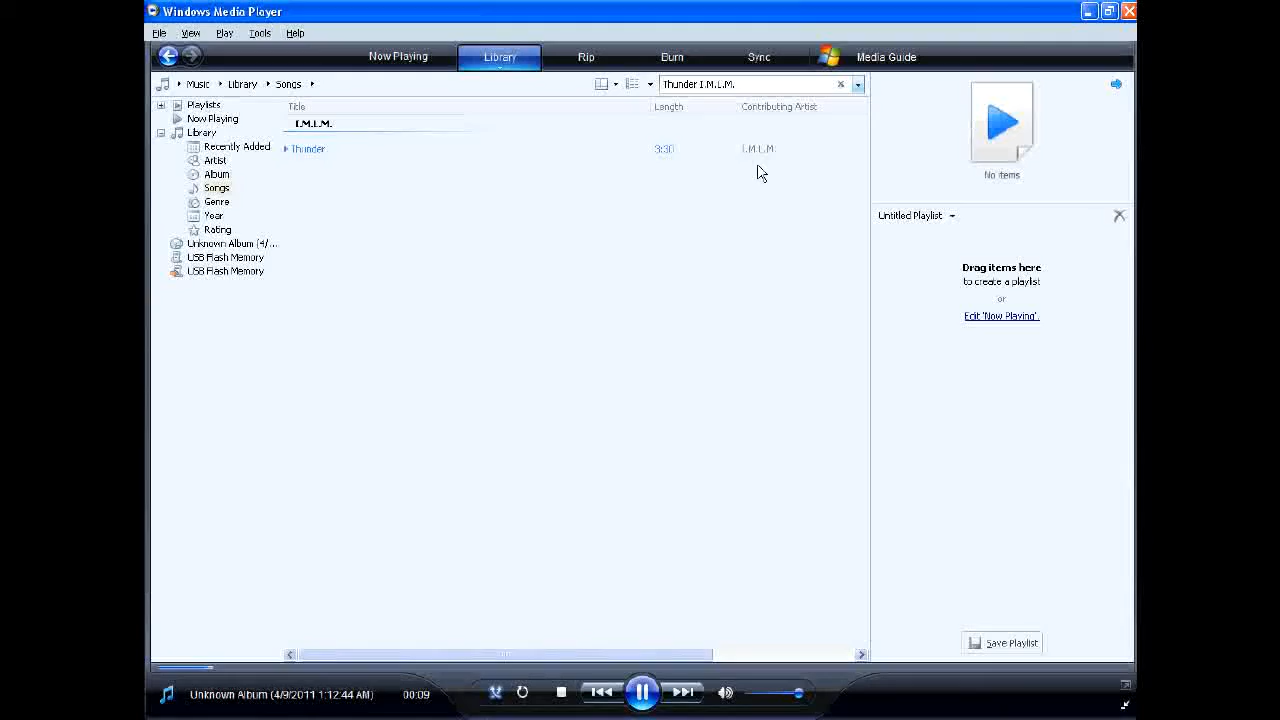 Windows Media Player
File View Play Tools Help
Now Playing Library Rip Burn Sync Media Guide
Music Library Songs Thunder I.M.L.M.
Playlists
Now Playing
Library
Recently Added
Artist
Album
Songs
Genre
Year
Rating
Unknown Album (4/...
USB Flash Memory
USB Flash Memory
Title Length Contributing Artist
I.M.L.M.
Thunder 3:30 I.M.L.M.
No items
Untitled Playlist
Drag items here
to create a playlist
or
Edit 'Now Playing'.
Save Playlist
Unknown Album (4/9/2011 1:12:44 AM)